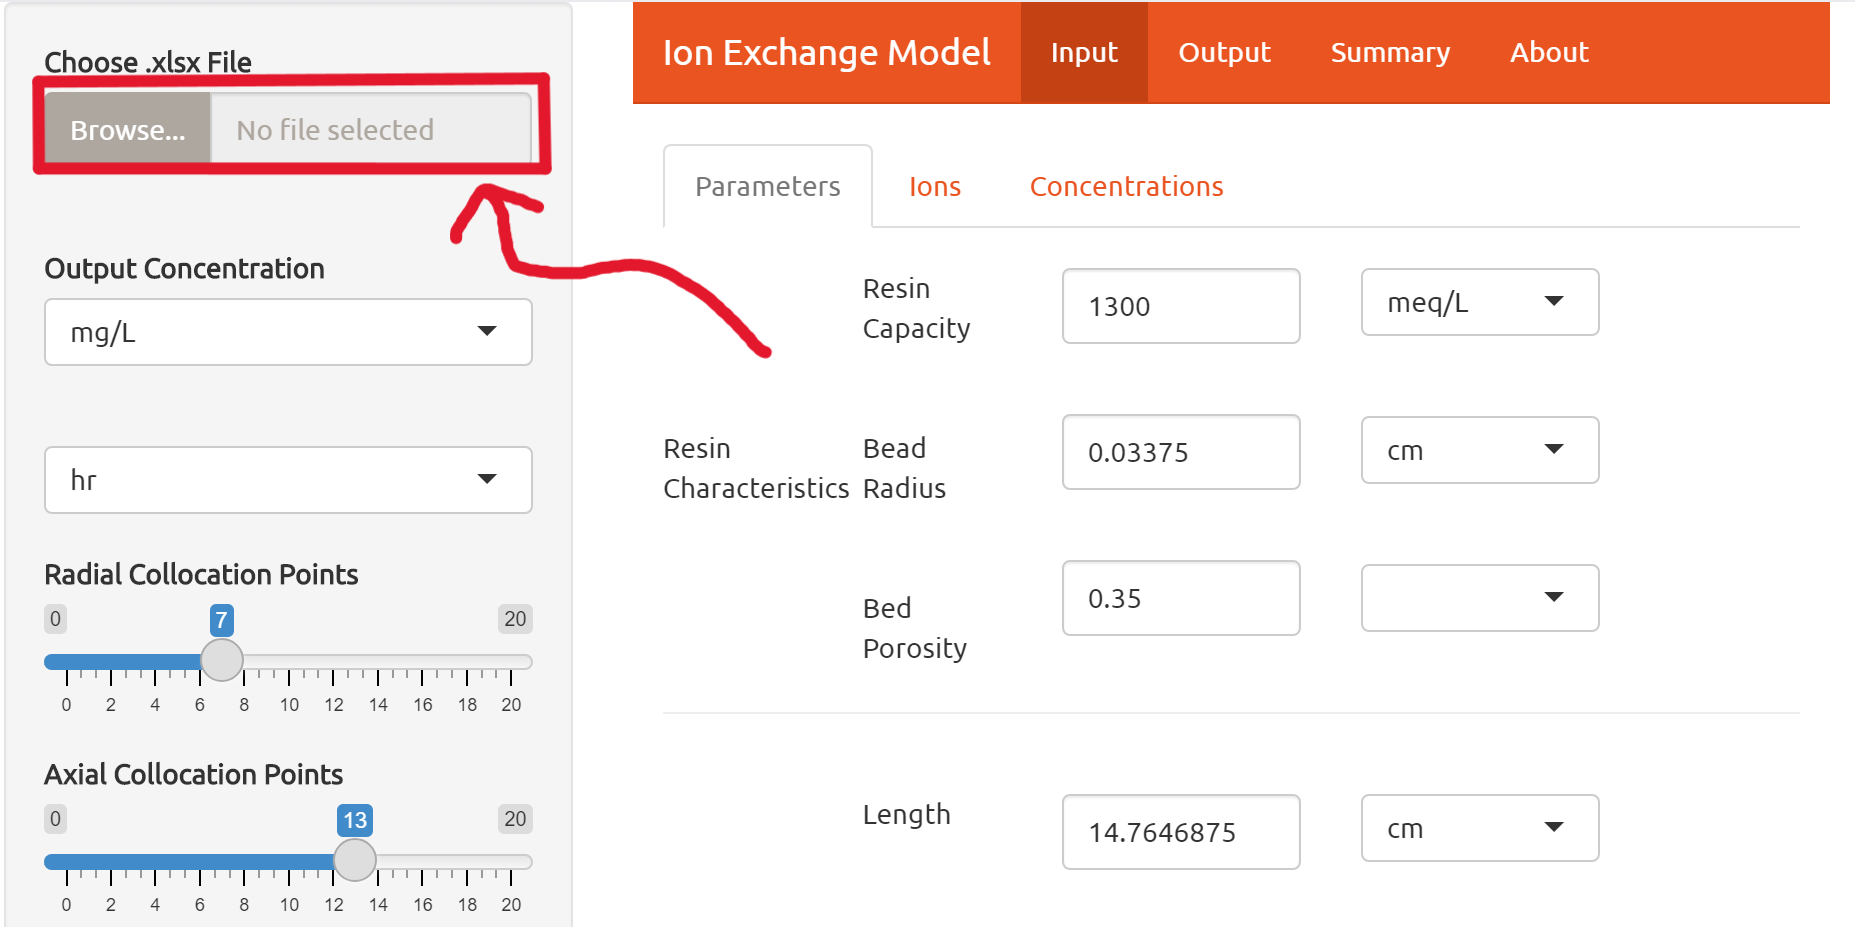 Choose .xlsx File
Browse...
No file selected
Output Concentration
mg/L
hr
Radial Collocation Points
0
7
20
0 2 4 6 8 10 12 14 16 18 20
Axial Collocation Points
0
13
20
0 2 4 6 8 10 12 14 16 18 20
Ion Exchange Model
Input
Output
Summary
About
Parameters
Ions
Concentrations
Resin
Characteristics
Resin
Capacity
1300
meq/L
Bead
Radius
0.03375
cm
Bed
Porosity
0.35
Length
14.7646875
cm